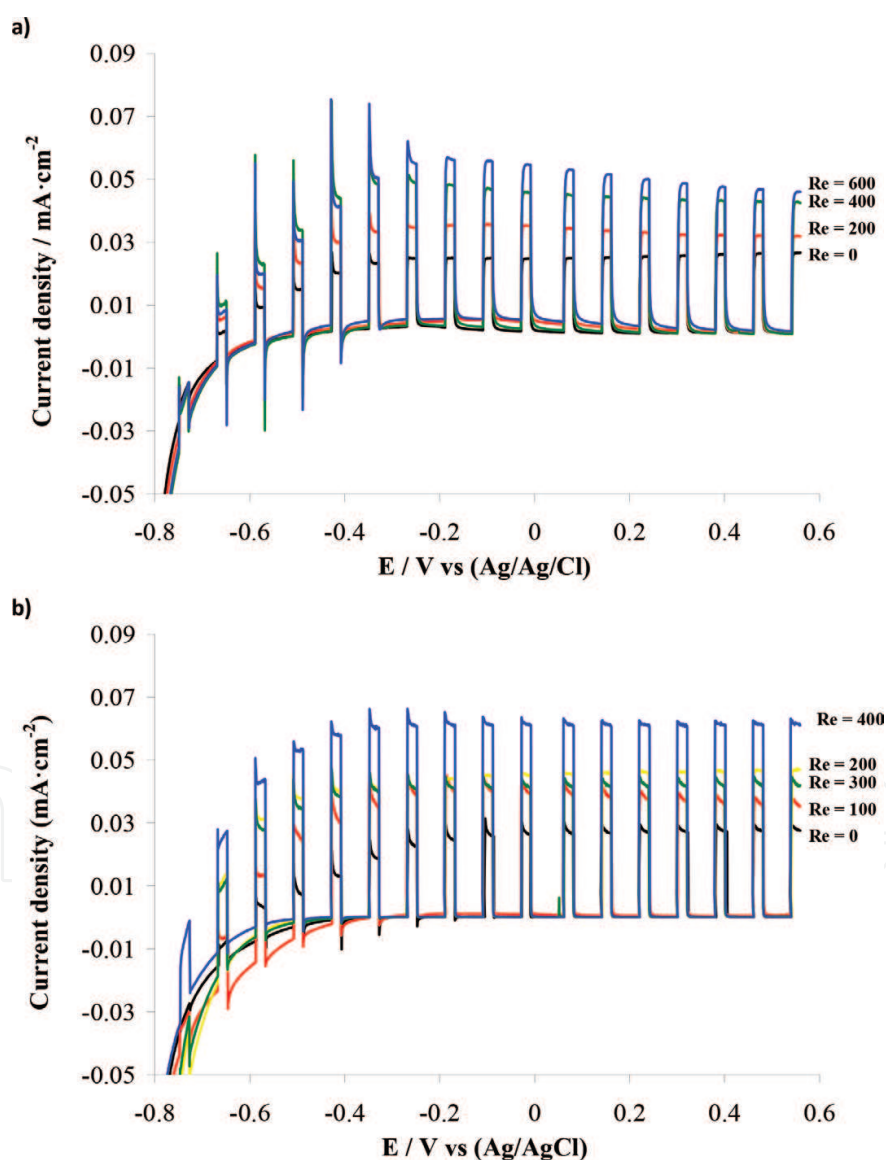 a)
0.09
0.07
0.05
0.03
0.01
-0.01
-0.03
-0.05
Current density / mA·cm⁻²
Re = 600
Re = 400
Re = 200
Re = 0
-0.8 -0.6 -0.4 -0.2 0 0.2 0.4 0.6
E / V vs (Ag/Ag/Cl)
b)
0.09
0.07
0.05
0.03
0.01
-0.01
-0.03
-0.05
Current density (mA·cm⁻²)
Re = 400
Re = 200
Re = 300
Re = 100
Re = 0
-0.8 -0.6 -0.4 -0.2 0 0.2 0.4 0.6
E / V vs (Ag/AgCl)